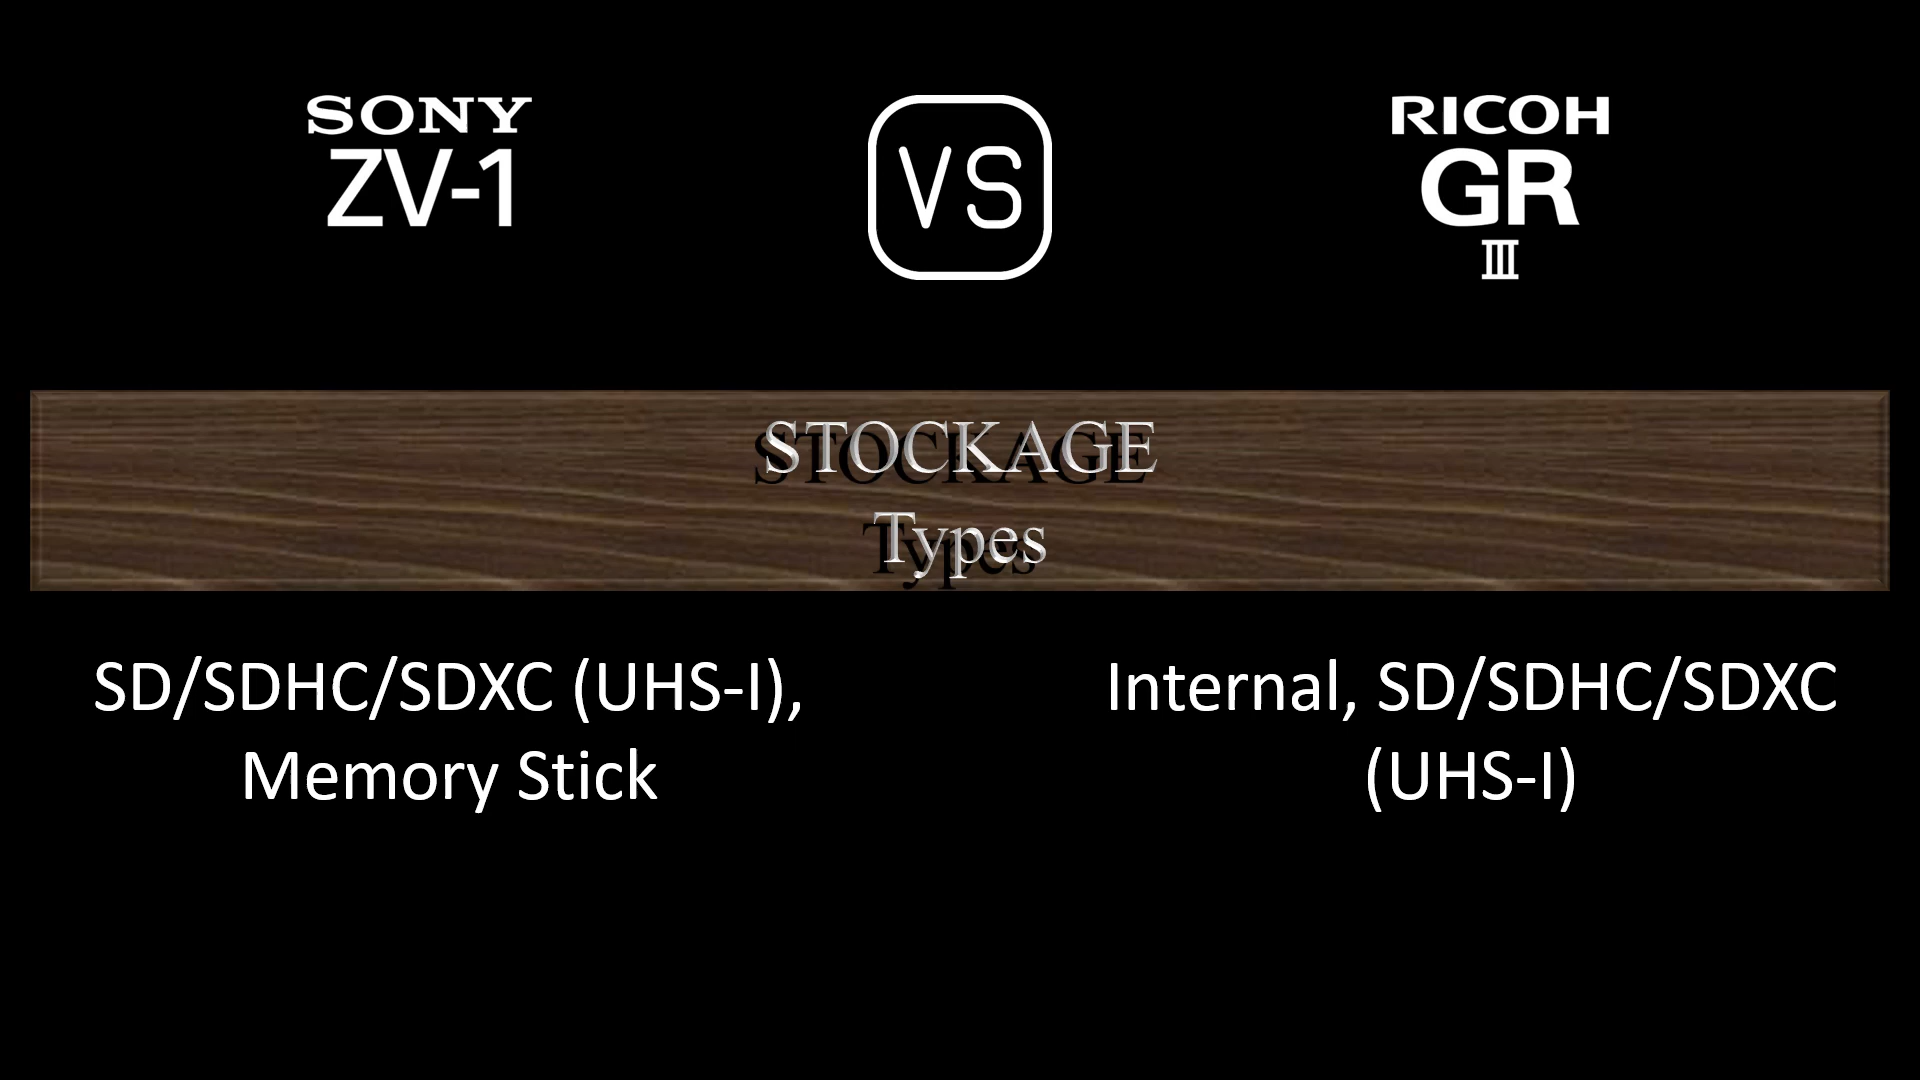 SONY
ZV-1
VS
RICOH
GR
III
STOCKAGE
Types
SD/SDHC/SDXC (UHS-I),
Memory Stick
Internal, SD/SDHC/SDXC
(UHS-I)